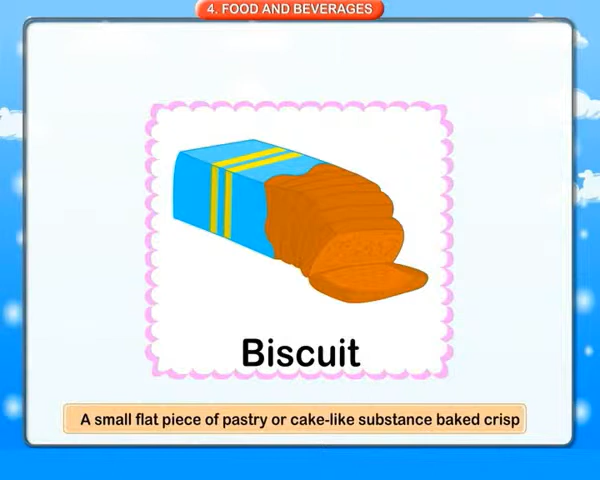 4. FOOD AND BEVERAGES
Biscuit
A small flat piece of pastry or cake-like substance baked crisp